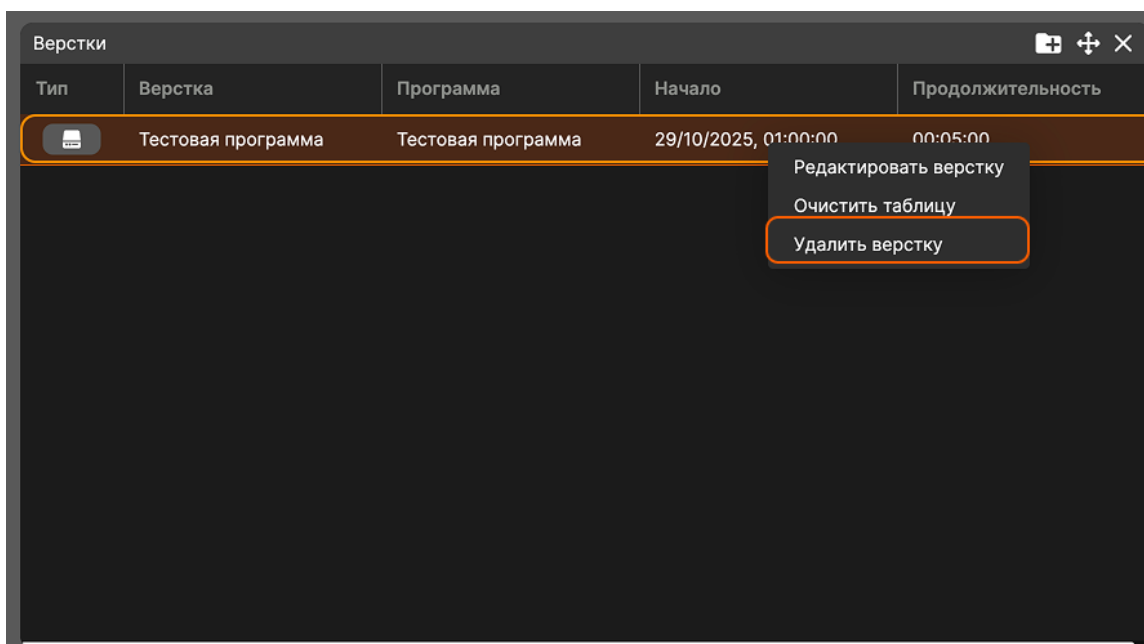 Верстки
Тип Верстка Программа Начало Продолжительность
Тестовая программа Тестовая программа 29/10/2025, 01:00:00 00:05:00
Редактировать верстку
Очистить таблицу
Удалить верстку